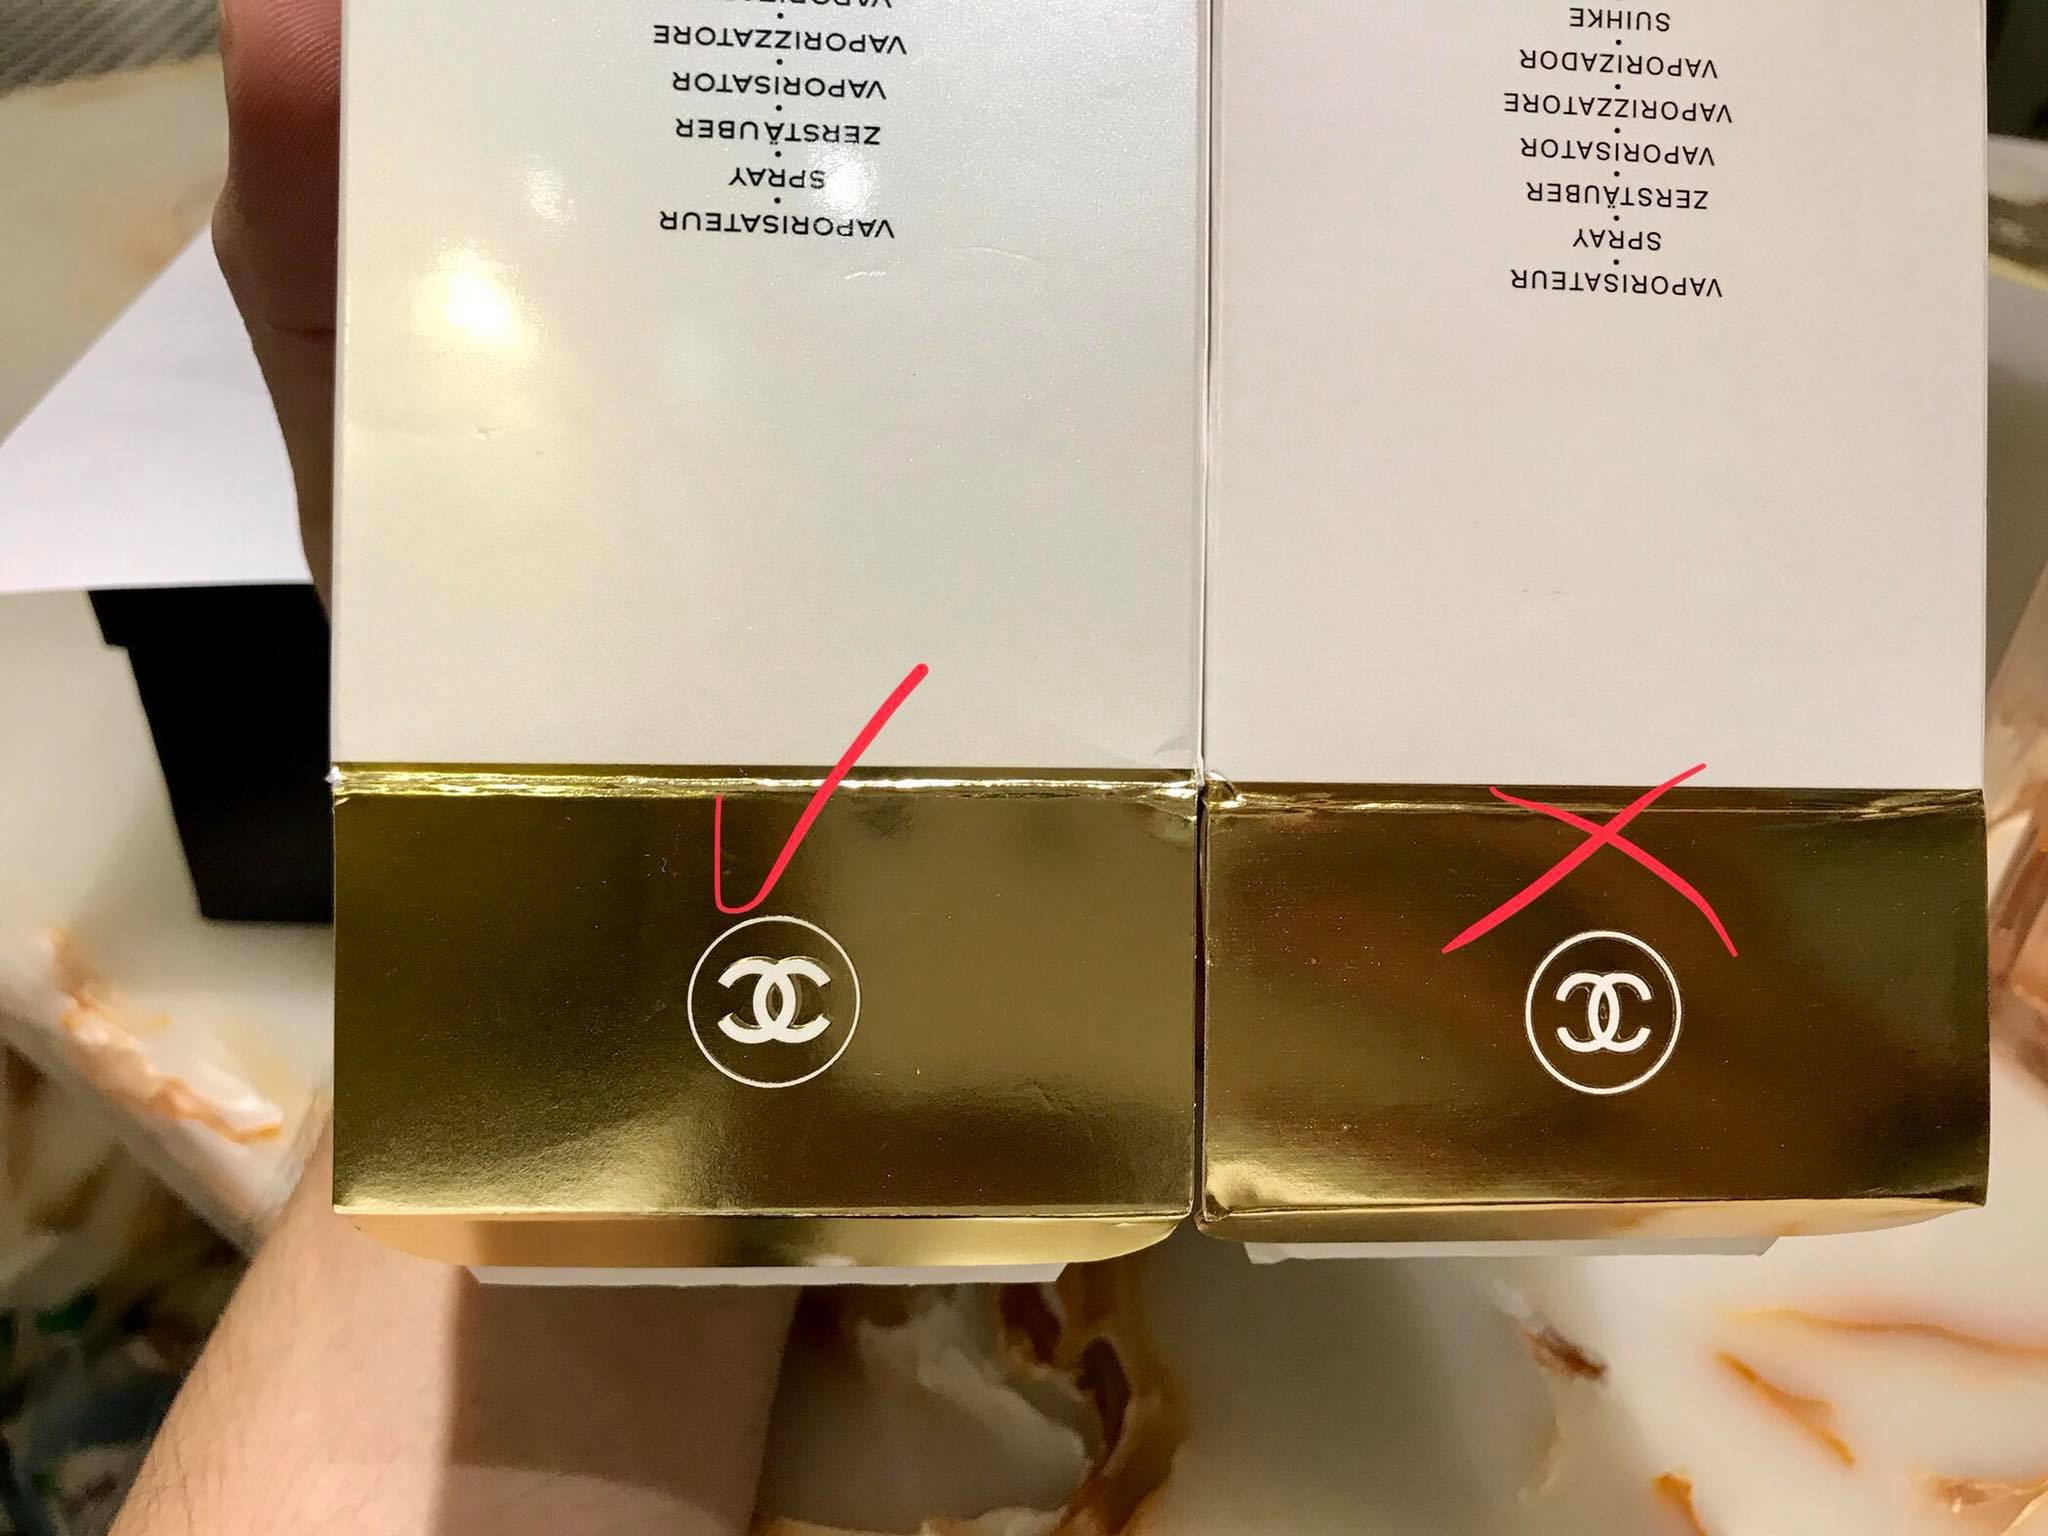 VAPORISATEUR
·
SPRAY
·
ZERSTÄUBER
·
VAPORISATOR
·
VAPORIZZATORE
·
VAPORISATEUR
·
SPRAY
·
ZERSTÄUBER
·
VAPORISATOR
·
VAPORIZZATORE
·
VAPORIZADOR
·
SUIHKE